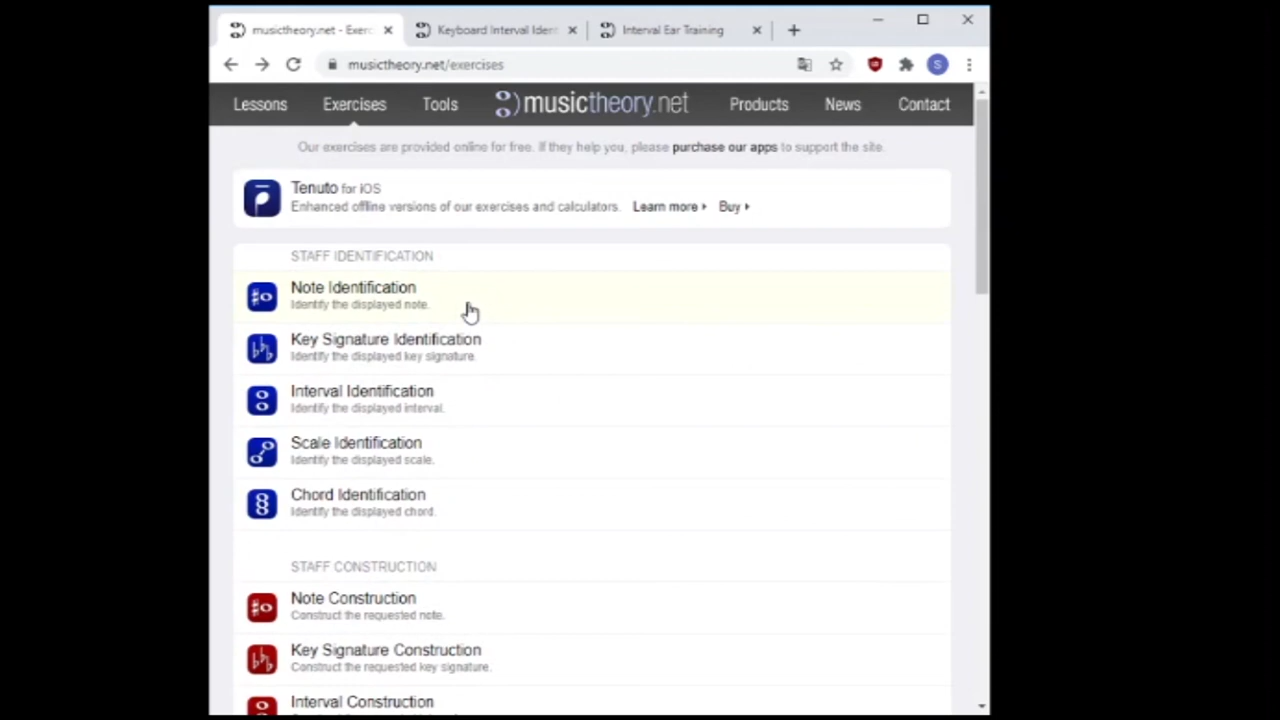 musictheory.net - Exerc
Keyboard Interval Ident
Interval Ear Training
musictheory.net/exercises
S
Lessons
Exercises
Tools
musictheory.net
Products
News
Contact
Our exercises are provided online for free. If they help you, please purchase our apps to support the site.
Tenuto for iOS
Enhanced offline versions of our exercises and calculators. Learn more Buy
STAFF IDENTIFICATION
Note Identification
Identify the displayed note.
Key Signature Identification
Identify the displayed key signature.
Interval Identification
Identify the displayed interval.
Scale Identification
Identify the displayed scale.
Chord Identification
Identify the displayed chord.
STAFF CONSTRUCTION
Note Construction
Construct the requested note.
Key Signature Construction
Construct the requested key signature.
Interval Construction